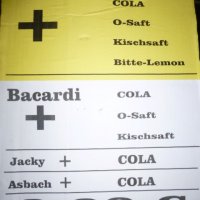 COLA
+ O-Saft
Kischsaft
Bitte-Lemon
Bacardi COLA
+ O-Saft
Kischsaft
Jacky + COLA
Asbach + COLA